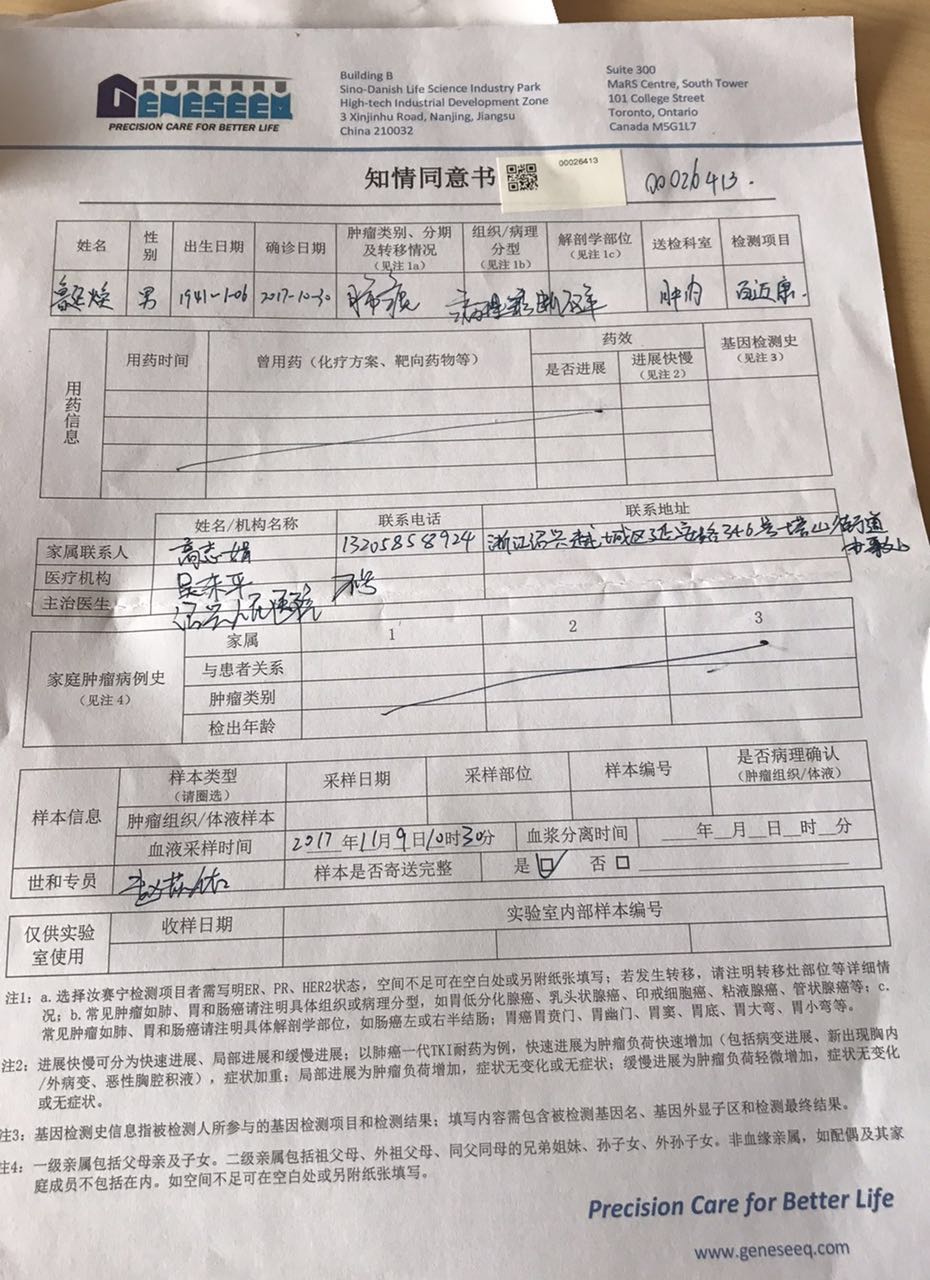 GENESEEQ
PRECISION CARE FOR BETTER LIFE
Building B
Sino-Danish Life Science Industry Park
High-tech Industrial Development Zone
3 Xinjinhu Road, Nanjing, Jiangsu
China 210032
Suite 300
MaRS Centre, South Tower
101 College Street
Toronto, Ontario
Canada M5G1L7
知情同意书 00026413 00026413.
姓名 性别 出生日期 确诊日期 肿瘤类别、分期及转移情况（见注 1a） 组织/病理分型（见注 1b） 解剖学部位（见注 1c） 送检科室 检测项目
男 1941-1-06 2017-10-30 肺癌 病理诊断 肿内
用药信息 用药时间 曾用药（化疗方案、靶向药物等） 药效 基因检测史（见注 3）
是否进展 进展快慢（见注 2）
姓名/机构名称 联系电话 联系地址
家属联系人 高志娟 13205858924 浙江绍兴越城区延安路346号塔山街道
医疗机构
主治医生 绍兴人民医院
家庭肿瘤病例史（见注 4） 家属 1 2 3
与患者关系
肿瘤类别
检出年龄
样本信息 样本类型（请圈选） 采样日期 采样部位 样本编号 是否病理确认（肿瘤组织/体液）
肿瘤组织/体液样本
血液采样时间 2017年11月9日10时30分 血浆分离时间 ___年__月__日__时__分
世和专员 样本是否寄送完整 是 ☑ 否 □
仅供实验室使用 收样日期 实验室内部样本编号
注1：a.选择汝赛宁检测项目者需写明ER、PR、HER2状态，空间不足可在空白处或另附纸张填写；若发生转移，请注明转移灶部位等详细情
况；b.常见肿瘤如肺、胃和肠癌请注明具体组织或病理分型，如胃低分化腺癌、乳头状腺癌、印戒细胞癌、粘液腺癌、管状腺癌等；c.
常见肿瘤如肺、胃和肠癌请注明具体解剖学部位，如肠癌左或右半结肠；胃癌胃贲门、胃幽门、胃窦、胃底、胃大弯、胃小弯等。
注2：进展快慢可分为快速进展、局部进展和缓慢进展；以肺癌一代TKI耐药为例，快速进展为肿瘤负荷快速增加（包括病变进展、新出现胸内
/外病变、恶性胸腔积液），症状加重；局部进展为肿瘤负荷增加，症状无变化或无症状；缓慢进展为肿瘤负荷轻微增加，症状无变化
或无症状。
注3：基因检测史信息指被检测人所参与的基因检测项目和检测结果；填写内容需包含被检测基因名、基因外显子区和检测最终结果。
注4：一级亲属包括父母亲及子女。二级亲属包括祖父母、外祖父母、同父同母的兄弟姐妹、孙子女、外孙子女。非血缘亲属，如配偶及其家
庭成员不包括在内。如空间不足可在空白处或另附纸张填写。
Precision Care for Better Life
www.geneseeq.com